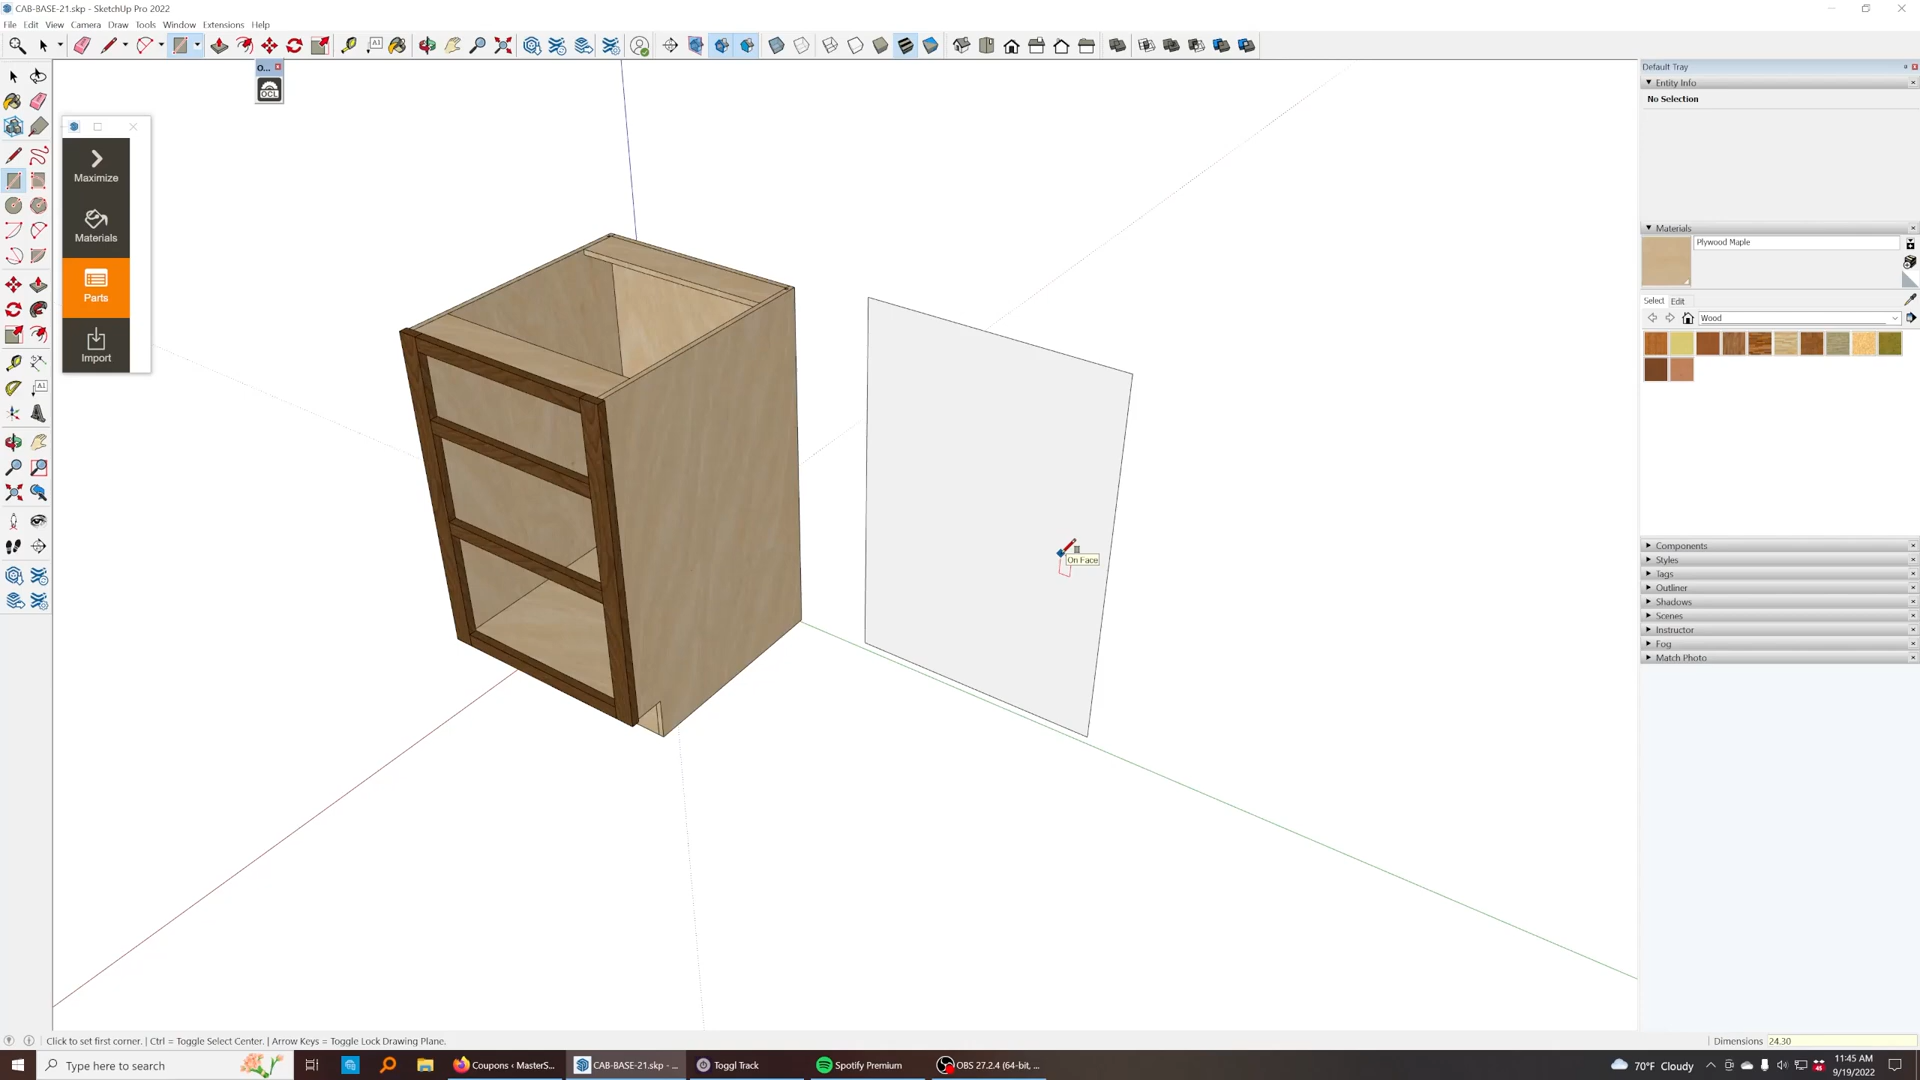 CAB-BASE-21.skp - SketchUp Pro 2022
File Edit View Camera Draw Tools Window Extensions Help
O...
OCL
Maximize
Materials
Parts
Import
On Face
Default Tray
Entity Info
No Selection
Materials
Plywood Maple
Select Edit
Wood
Components
Styles
Tags
Outliner
Shadows
Scenes
Instructor
Fog
Match Photo
Click to set first corner. | Ctrl = Toggle Select Center. | Arrow Keys = Toggle Lock Drawing Plane.
Dimensions 24.30
Type here to search
Coupons ‹ MasterS...
CAB-BASE-21.skp - ...
Toggl Track
Spotify Premium
OBS 27.2.4 (64-bit, ...
70°F Cloudy
11:45 AM
9/19/2022